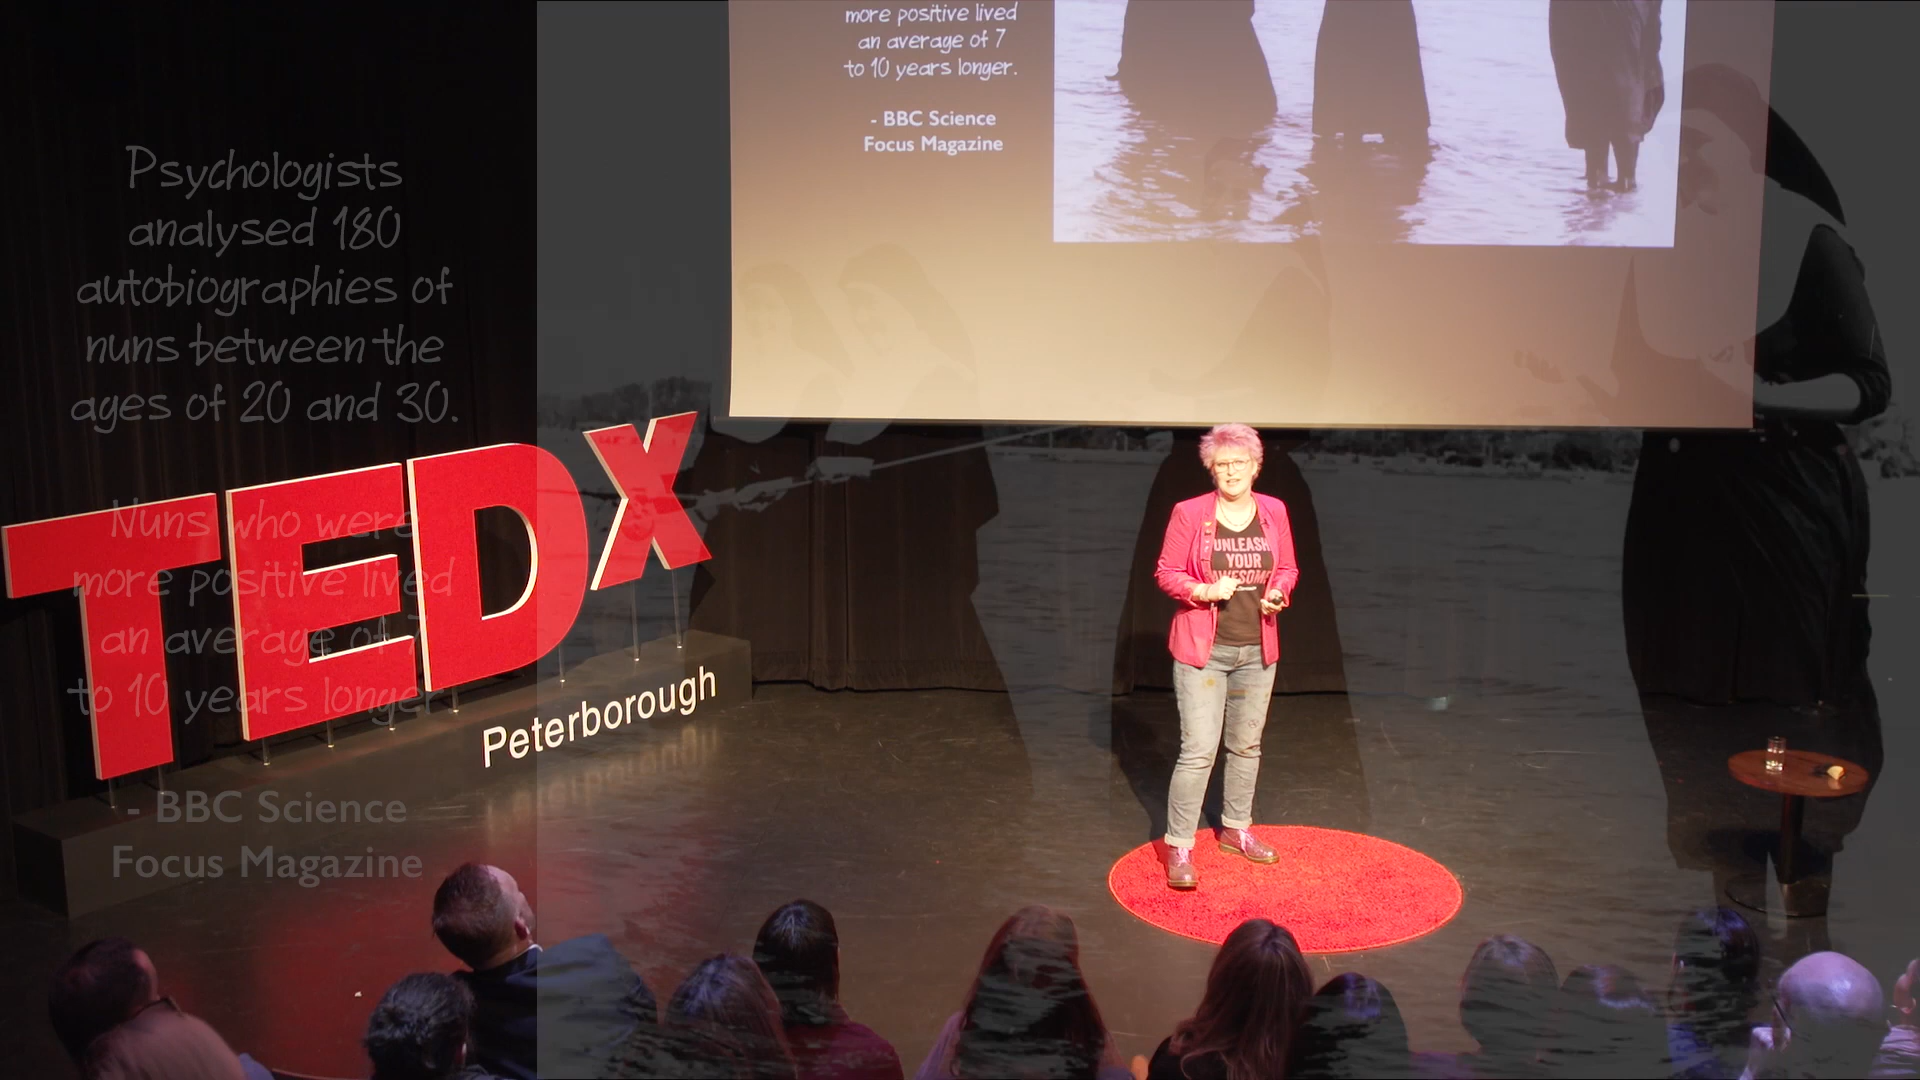 more positive lived
an average of 7
to 10 years longer.
- BBC Science
Focus Magazine
Psychologists
analysed 180
autobiographies of
nuns between the
ages of 20 and 30.
Nuns who were
more positive lived
an average of 7
to 10 years longer.
- BBC Science
Focus Magazine
TEDx
Peterborough
UNLEASH
YOUR
AWESOME